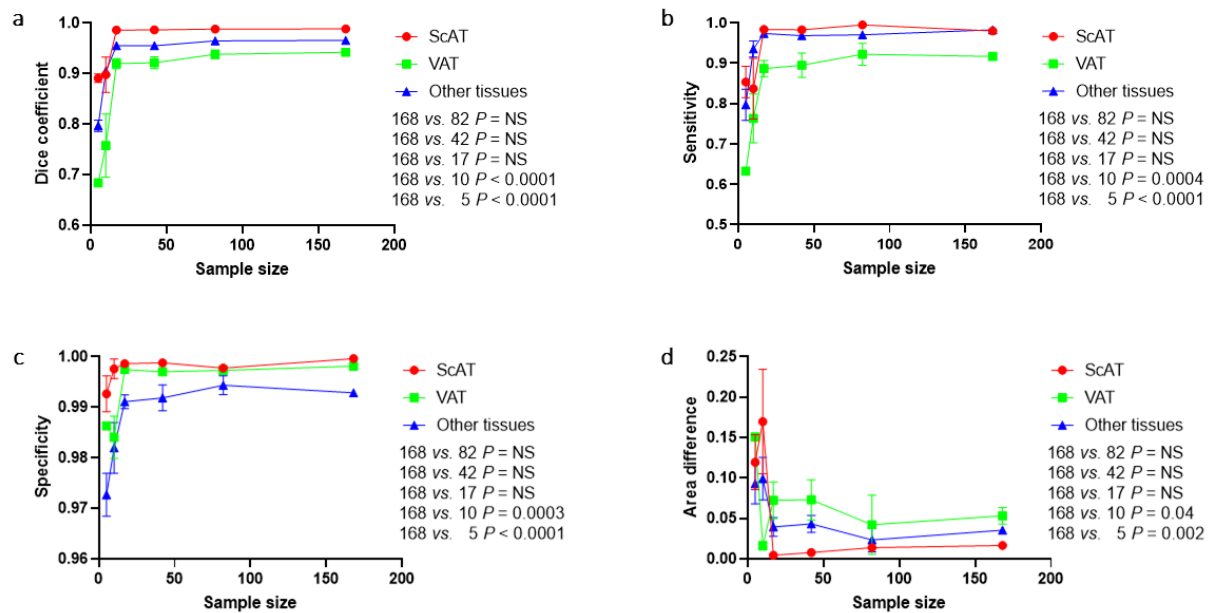 a
1.0
0.9
0.8
0.7
0.6
Dice coefficient
0 50 100 150 200
Sample size
ScAT
VAT
Other tissues
168 vs. 82 P = NS
168 vs. 42 P = NS
168 vs. 17 P = NS
168 vs. 10 P < 0.0001
168 vs. 5 P < 0.0001
b
1.0
0.9
0.8
0.7
0.6
0.5
Sensitivity
0 50 100 150 200
Sample size
ScAT
VAT
Other tissues
168 vs. 82 P = NS
168 vs. 42 P = NS
168 vs. 17 P = NS
168 vs. 10 P = 0.0004
168 vs. 5 P < 0.0001
c
1.00
0.99
0.98
0.97
0.96
Specificity
0 50 100 150 200
Sample size
ScAT
VAT
Other tissues
168 vs. 82 P = NS
168 vs. 42 P = NS
168 vs. 17 P = NS
168 vs. 10 P = 0.0003
168 vs. 5 P < 0.0001
d
0.25
0.20
0.15
0.10
0.05
0.00
Area difference
0 50 100 150 200
Sample size
ScAT
VAT
Other tissues
168 vs. 82 P = NS
168 vs. 42 P = NS
168 vs. 17 P = NS
168 vs. 10 P = 0.04
168 vs. 5 P = 0.002